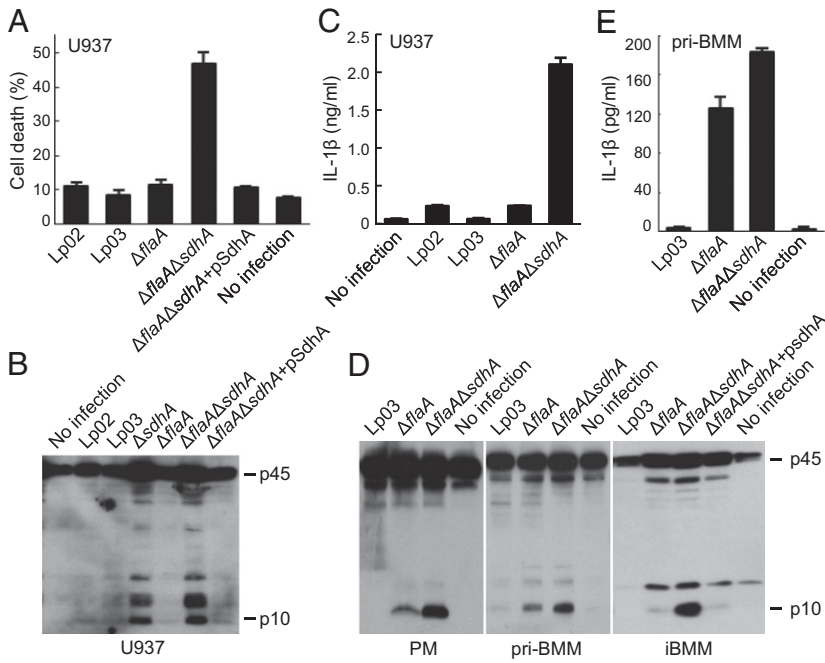 A
U937
Cell death (%)
50
40
30
20
10
0
Lp02
Lp03
ΔflaA
ΔflaAΔsdhA
ΔflaAΔsdhA+pSdhA
No infection
C
U937
IL-1β (ng/ml)
2.5
2.0
1.5
1.0
0.5
0
No infection
Lp02
Lp03
ΔflaA
ΔflaAΔsdhA
E
pri-BMM
IL-1β (pg/ml)
200
160
120
80
40
0
Lp03
ΔflaA
ΔflaAΔsdhA
No infection
B
No infection
Lp02
Lp03
ΔsdhA
ΔflaA
ΔflaAΔsdhA
ΔflaAΔsdhA+pSdhA
p45
p10
U937
D
Lp03
ΔflaA
ΔflaAΔsdhA
No infection
Lp03
ΔflaA
ΔflaAΔsdhA
No infection
Lp03
ΔflaA
ΔflaAΔsdhA
ΔflaAΔsdhA+psdhA
No infection
p45
p10
PM
pri-BMM
iBMM